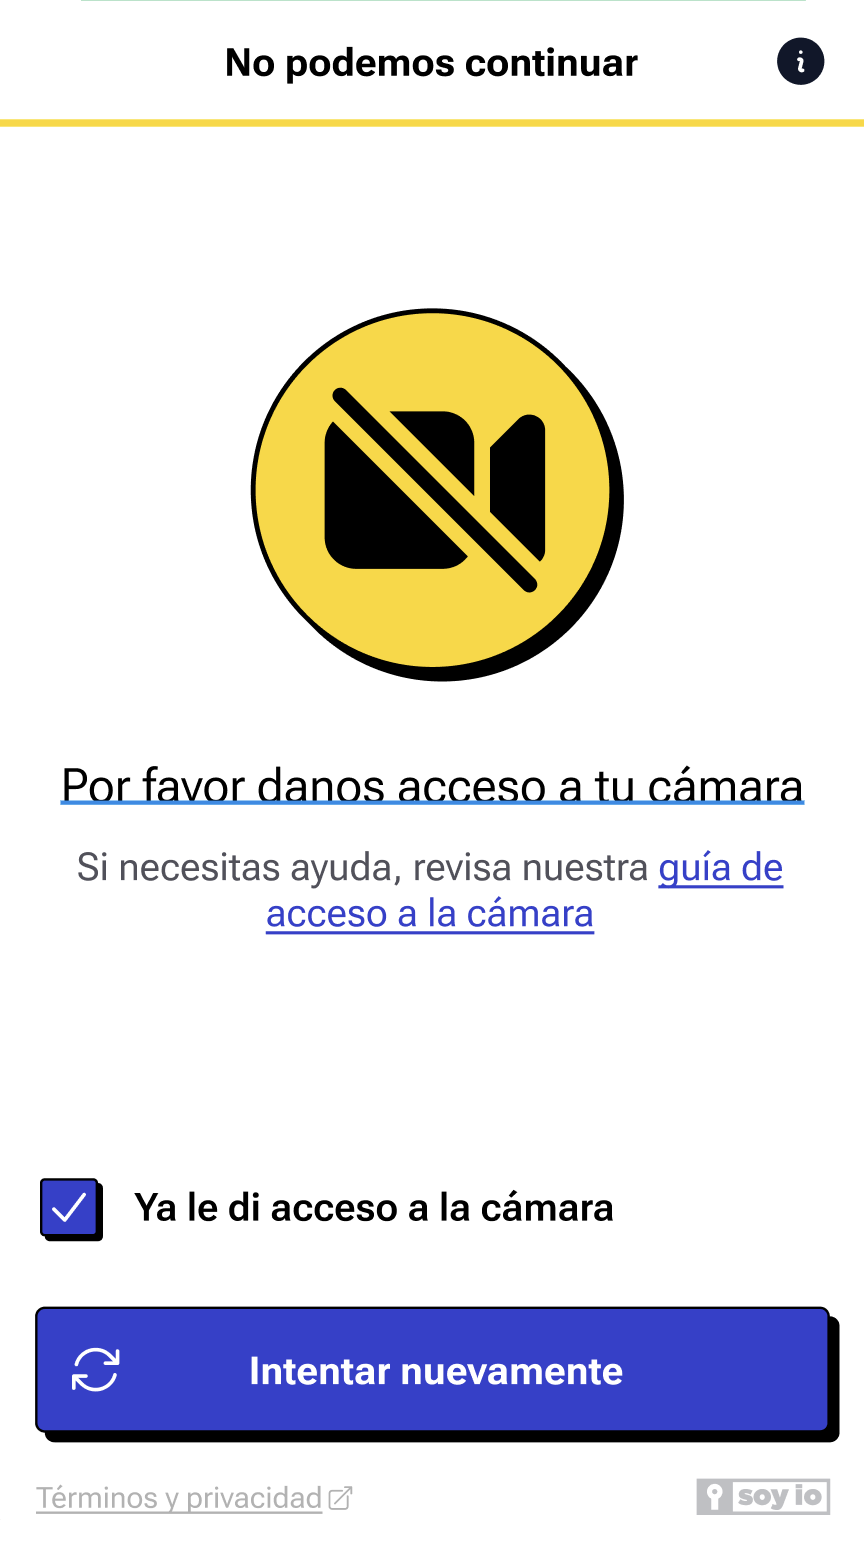 No podemos continuar
Por favor danos acceso a tu cámara
Si necesitas ayuda, revisa nuestra guía de
acceso a la cámara
Ya le di acceso a la cámara
Intentar nuevamente
Términos y privacidad
soy io